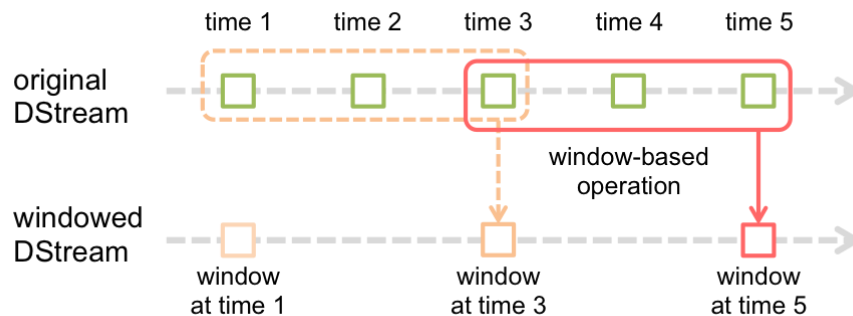 time 1 time 2 time 3 time 4 time 5
original
DStream
window-based
operation
windowed
DStream
window
at time 1
window
at time 3
window
at time 5